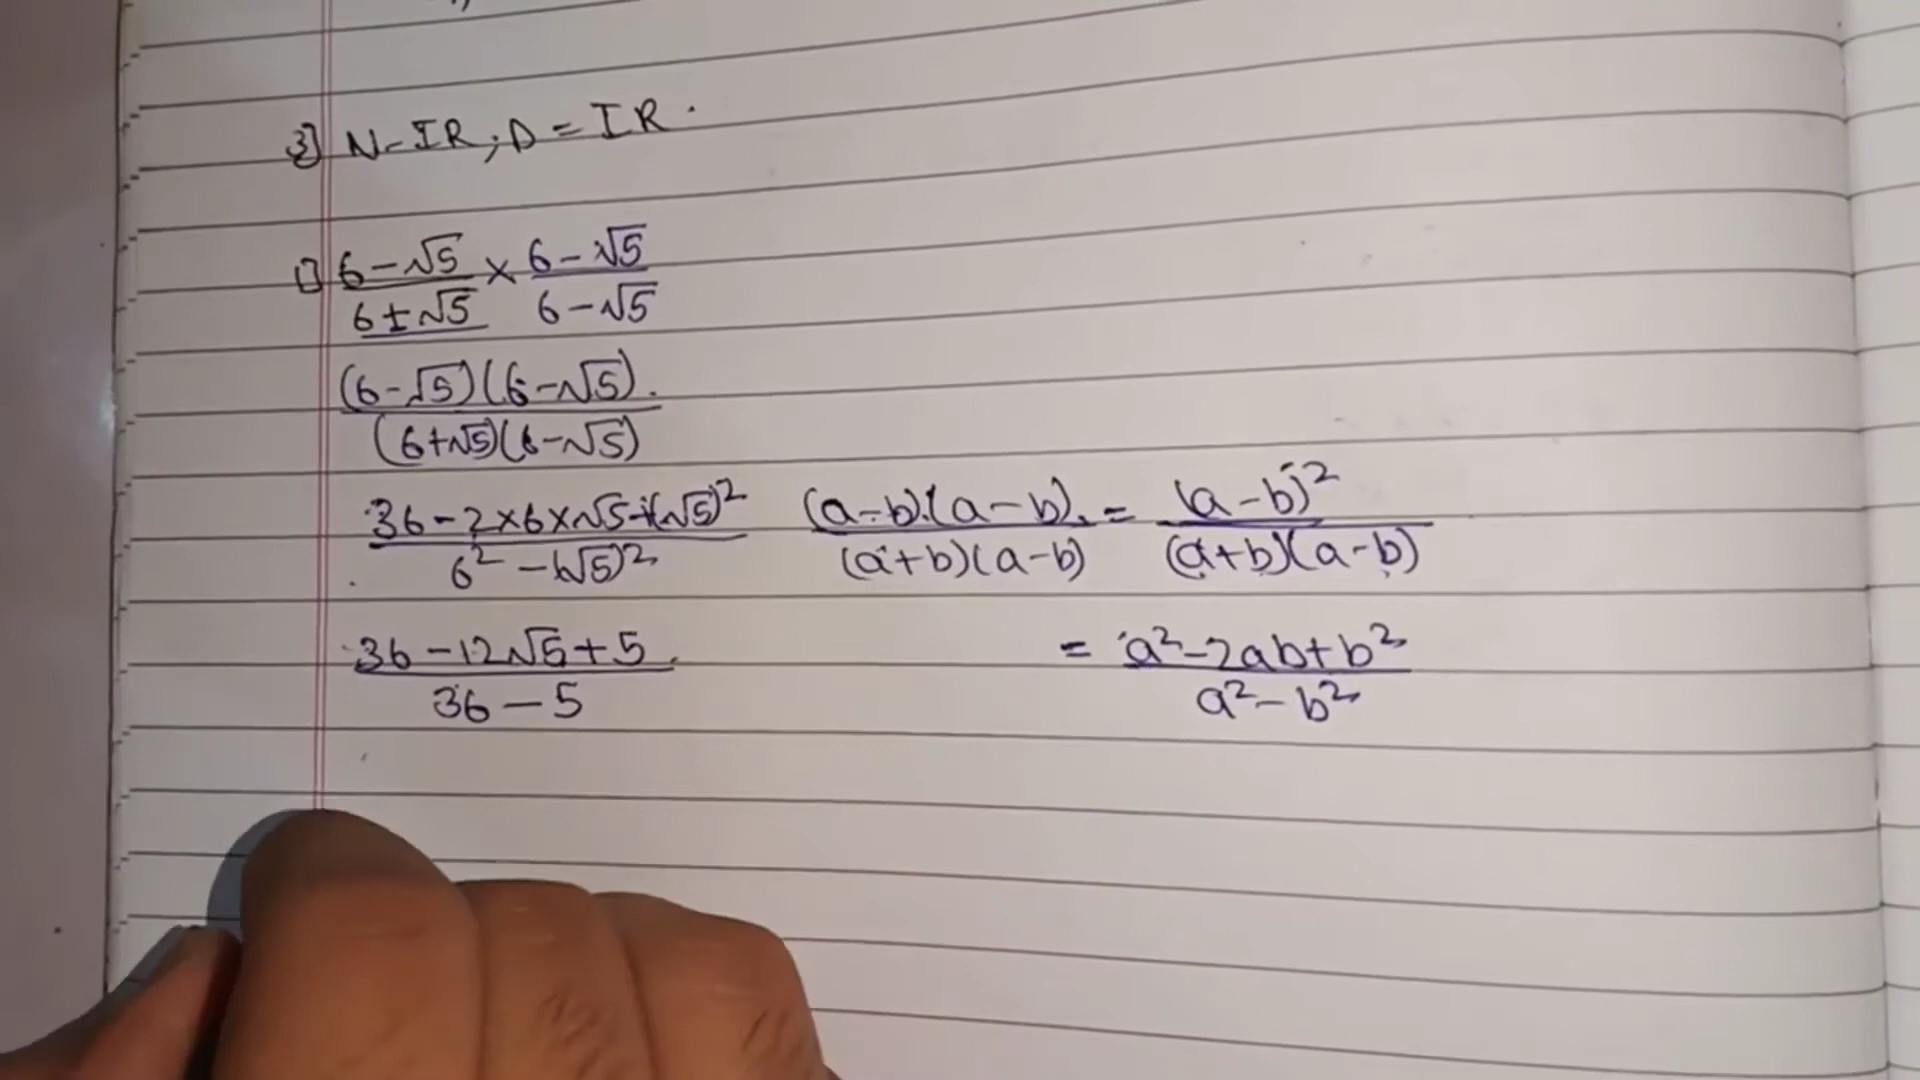 3] N-IR ; D = IR.
1] 6-√5/6+√5 × 6-√5/6-√5
(6-√5)(6-√5)./(6+√5)(6-√5)
36-2×6×√5+(√5)²/6²-(√5)² (a-b).(a-b)./(a+b)(a-b) = (a-b)²/(a+b)(a-b)
36-12√5+5/36-5 = a²-2ab+b²/a²-b²